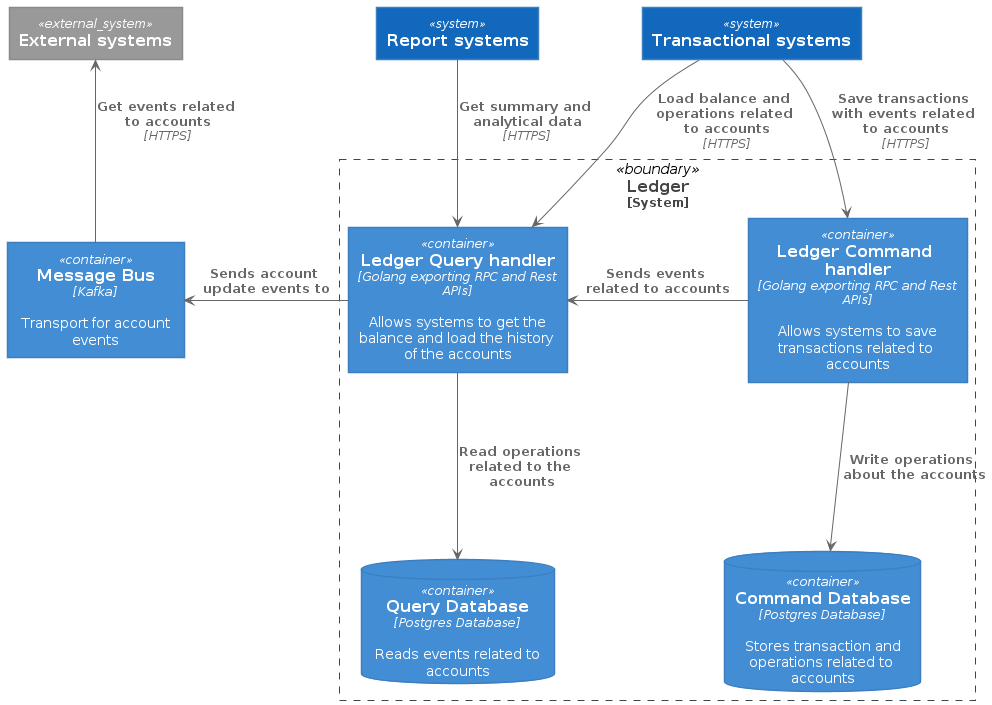 «external_system»
External systems
«system»
Report systems
«system»
Transactional systems
Get events related
to accounts
[HTTPS]
Get summary and
analytical data
[HTTPS]
Load balance and
operations related
to accounts
[HTTPS]
Save transactions
with events related
to accounts
[HTTPS]
«boundary»
Ledger
[System]
«container»
Message Bus
[Kafka]
Transport for account
events
Sends account
update events to
«container»
Ledger Query handler
[Golang exporting RPC and Rest
APIs]
Allows systems to get the
balance and load the history
of the accounts
Sends events
related to accounts
«container»
Ledger Command
handler
[Golang exporting RPC and Rest
APIs]
Allows systems to save
transactions related to
accounts
Read operations
related to the
accounts
Write operations
about the accounts
«container»
Query Database
[Postgres Database]
Reads events related to
accounts
«container»
Command Database
[Postgres Database]
Stores transaction and
operations related to
accounts